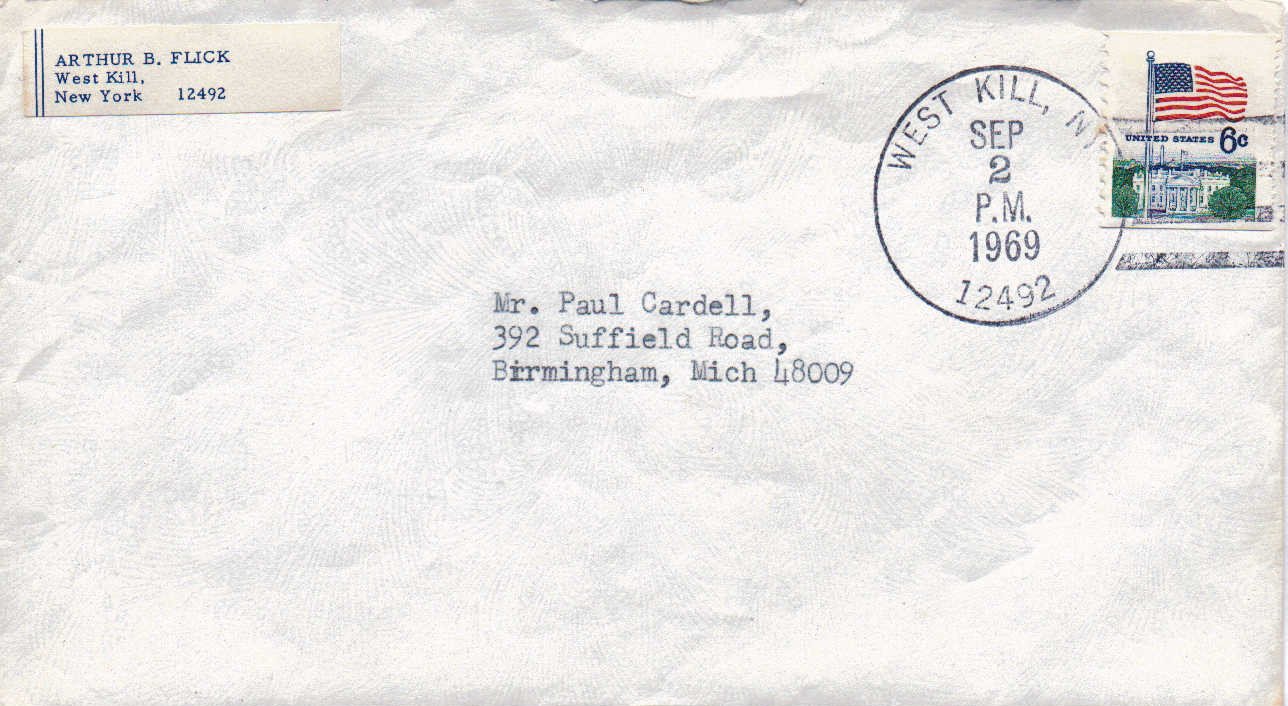 ARTHUR B. FLICK
West Kill,
New York 12492
WEST KILL, NY
SEP
2
P.M.
1969
12492
UNITED STATES 6c
Mr. Paul Cardell,
392 Suffield Road,
Birmingham, Mich 48009